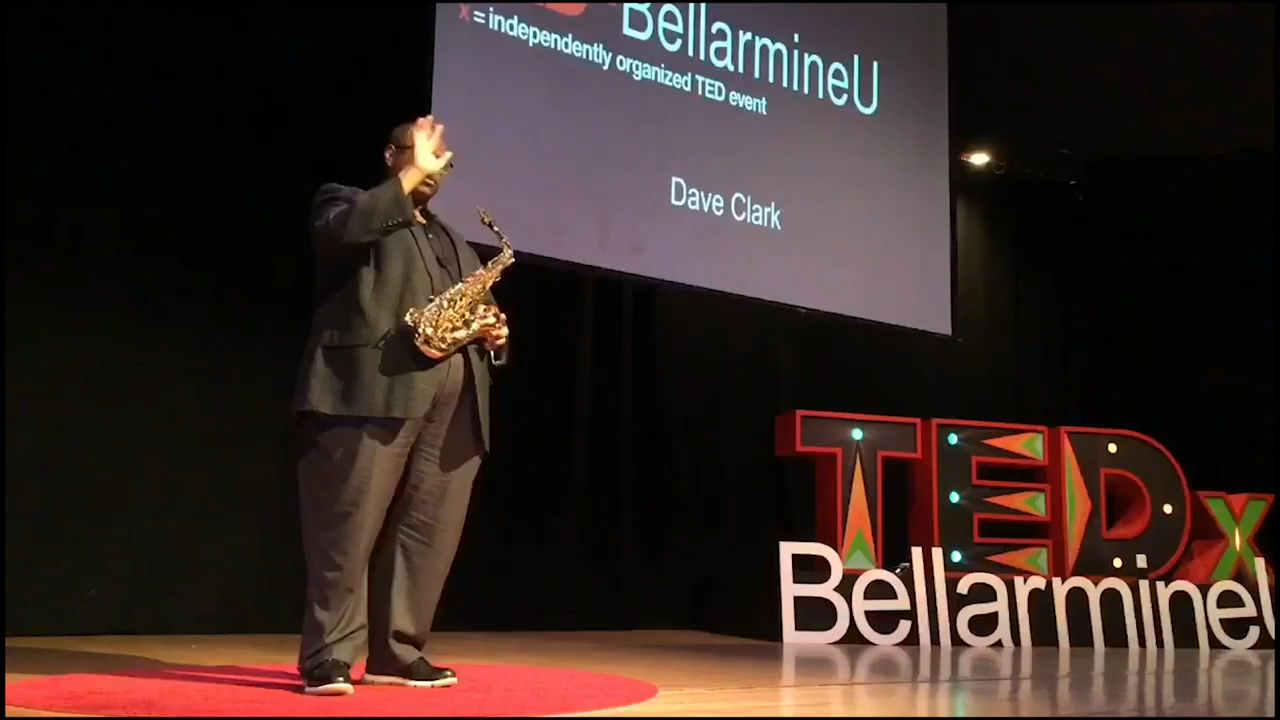 BellarmineU
x = independently organized TED event
Dave Clark
TEDx
BellarmineU